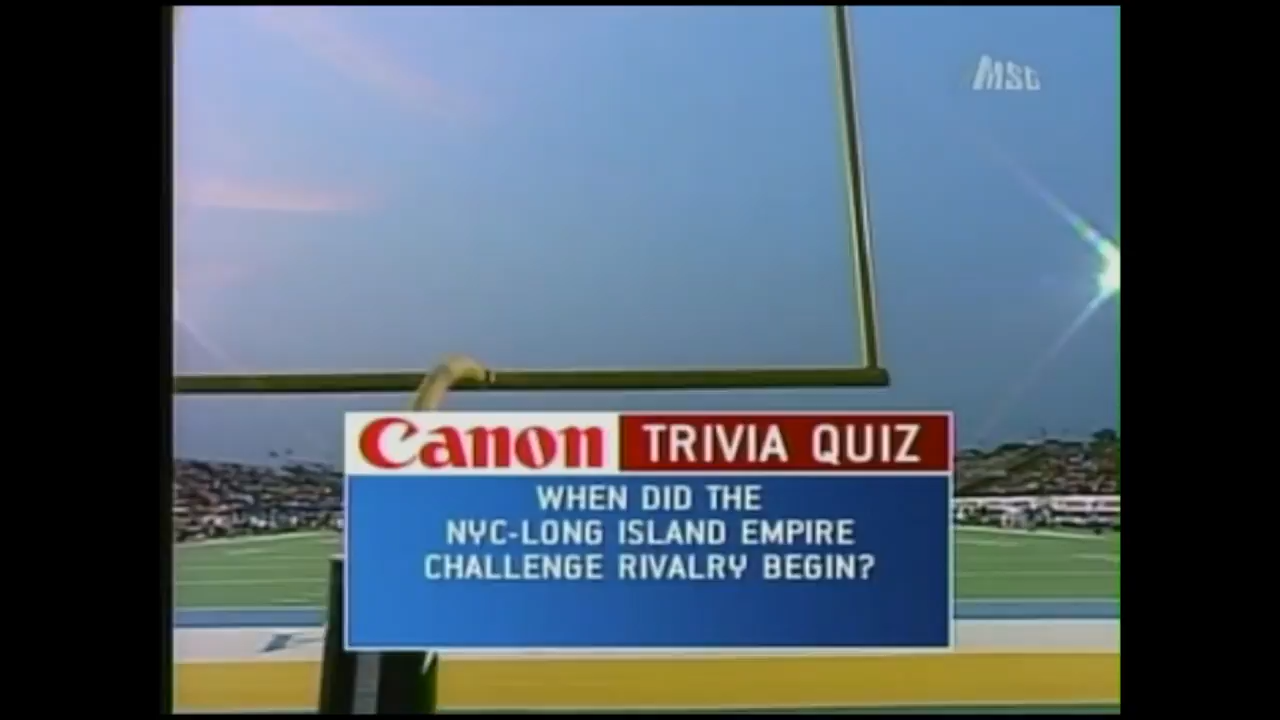 MSG
Canon TRIVIA QUIZ
WHEN DID THE
NYC-LONG ISLAND EMPIRE
CHALLENGE RIVALRY BEGIN?